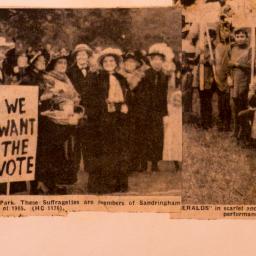 WE
WANT
THE
VOTE
Park. These Suffragettes are members of Sandringham
of 1965. (HC 1176).
ERALDS" in scarlet and
performance